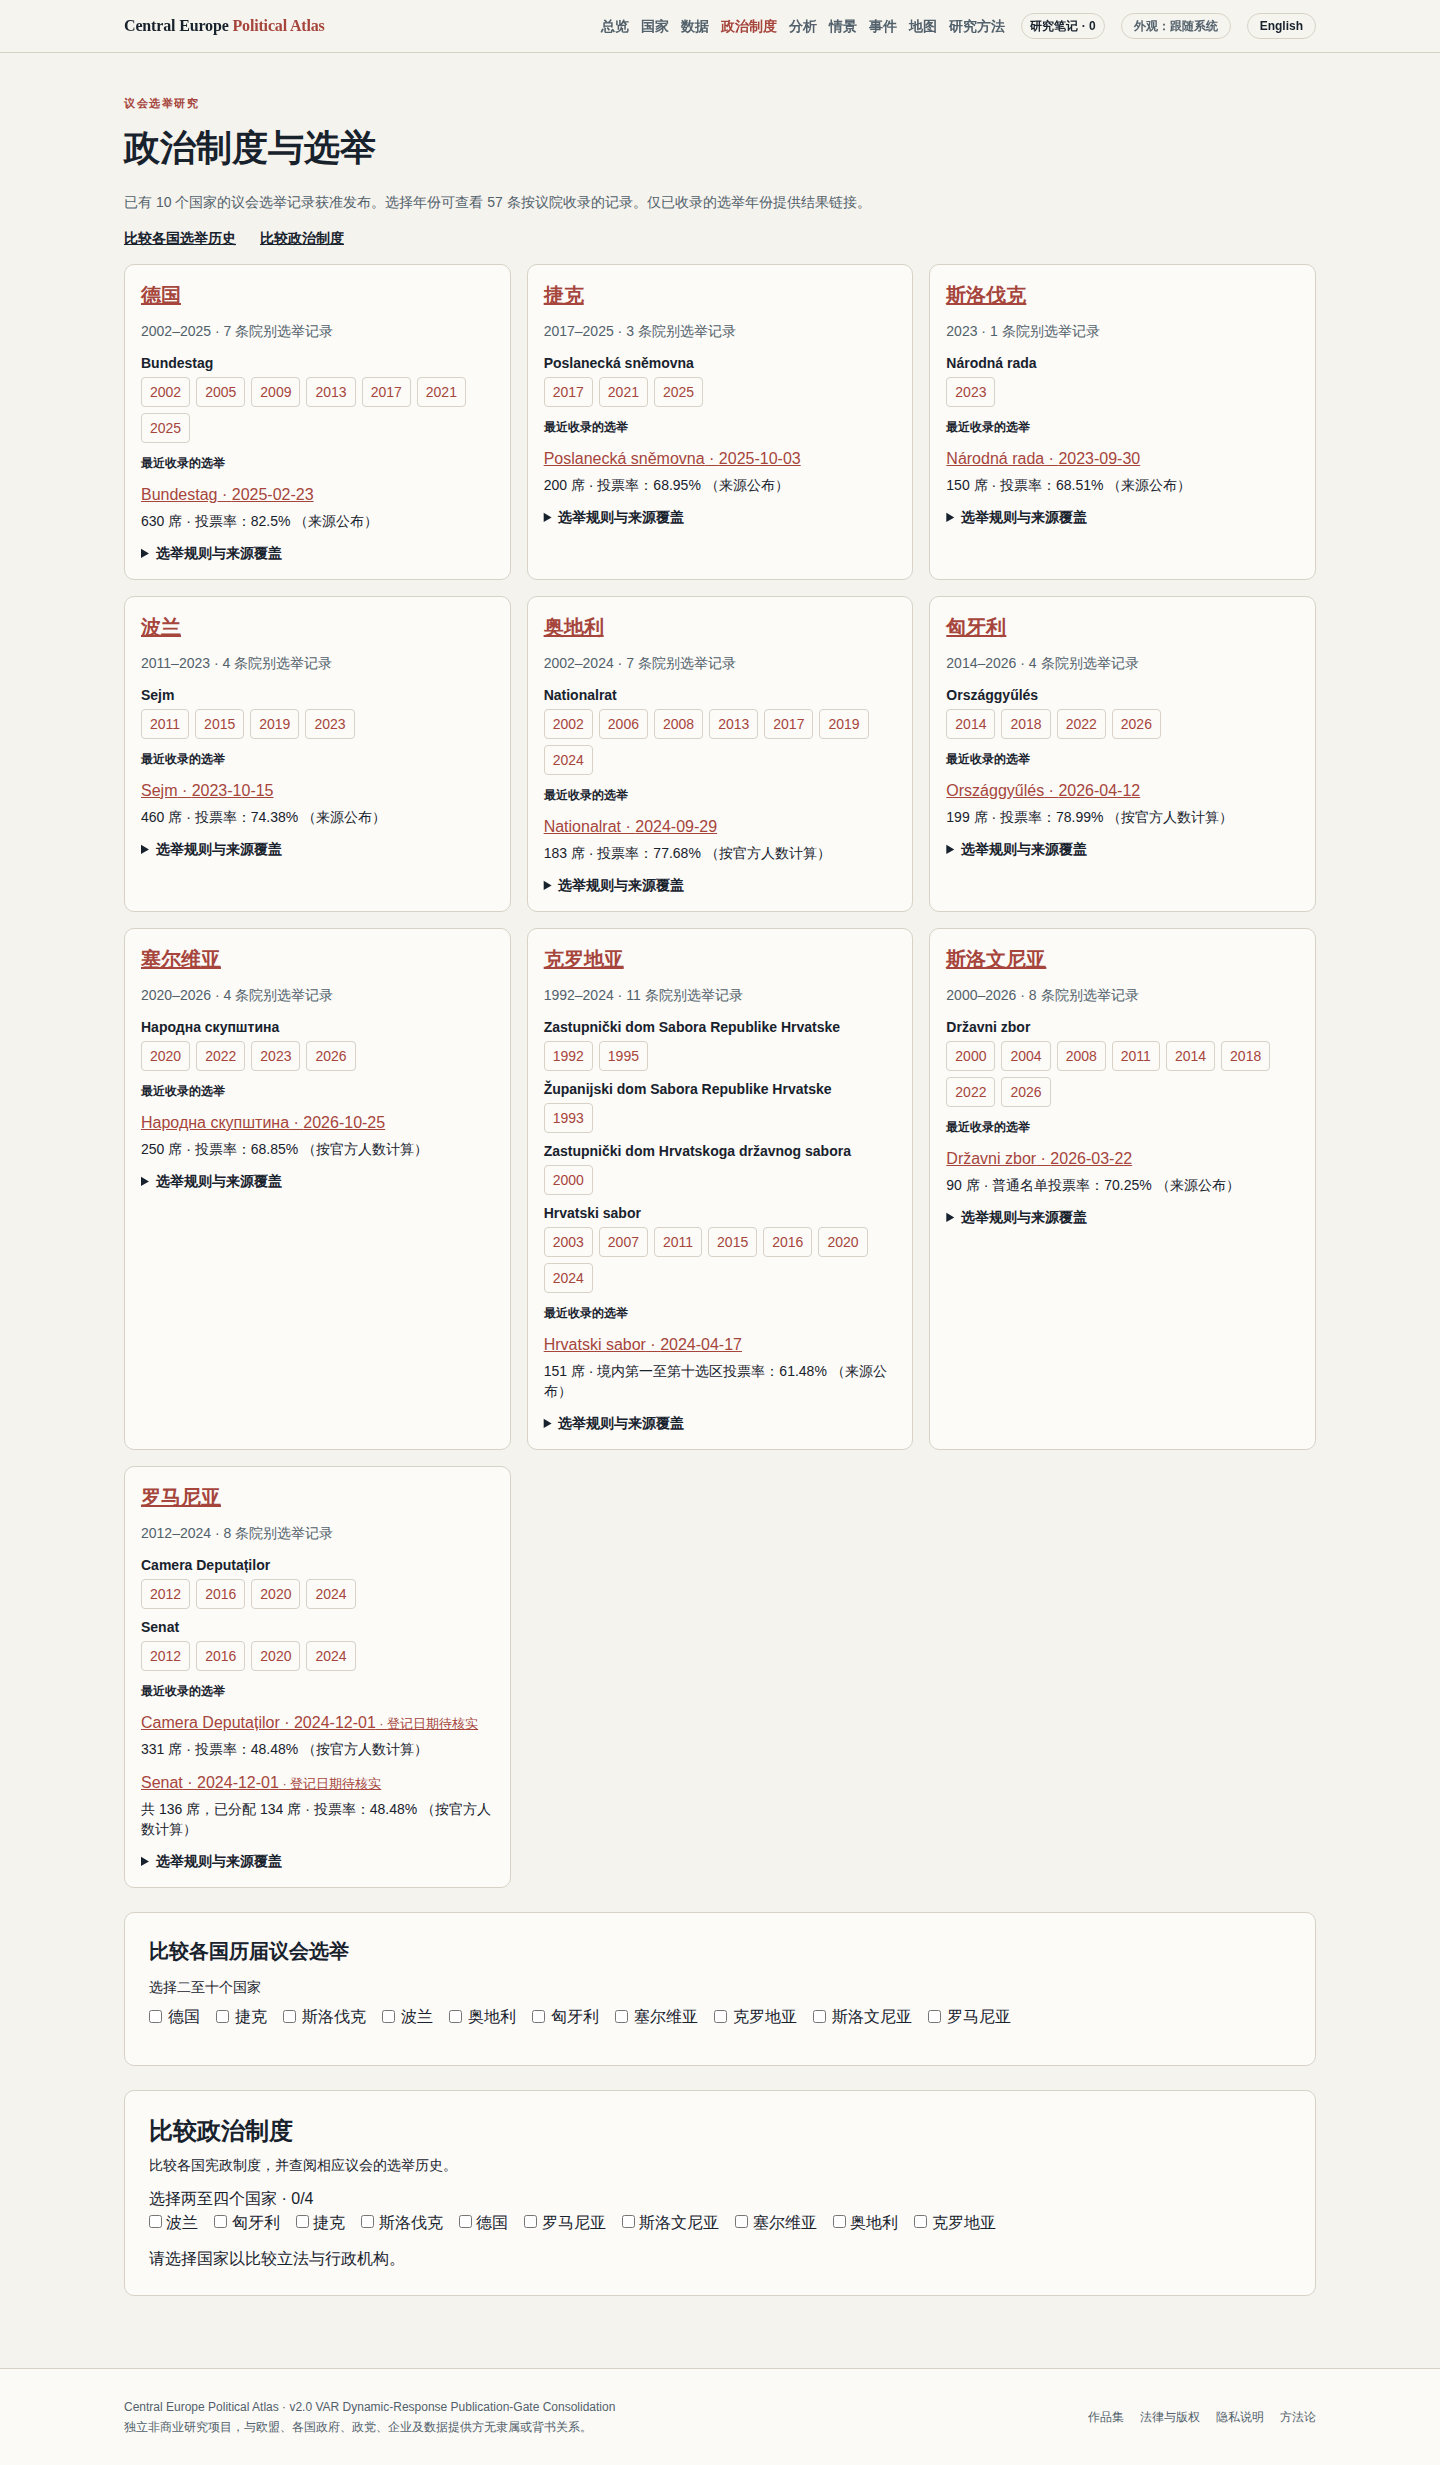 Central Europe Political Atlas
总览 国家 数据 政治制度 分析 情景 事件 地图 研究方法 研究笔记 · 0 外观：跟随系统 English
议会选举研究
政治制度与选举
已有 10 个国家的议会选举记录获准发布。选择年份可查看 57 条按议院收录的记录。仅已收录的选举年份提供结果链接。
比较各国选举历史 比较政治制度
德国
2002–2025 · 7 条院别选举记录
Bundestag
2002 2005 2009 2013 2017 2021
2025
最近收录的选举
Bundestag · 2025-02-23
630 席 · 投票率：82.5% （来源公布）
▶ 选举规则与来源覆盖
捷克
2017–2025 · 3 条院别选举记录
Poslanecká sněmovna
2017 2021 2025
最近收录的选举
Poslanecká sněmovna · 2025-10-03
200 席 · 投票率：68.95% （来源公布）
▶ 选举规则与来源覆盖
斯洛伐克
2023 · 1 条院别选举记录
Národná rada
2023
最近收录的选举
Národná rada · 2023-09-30
150 席 · 投票率：68.51% （来源公布）
▶ 选举规则与来源覆盖
波兰
2011–2023 · 4 条院别选举记录
Sejm
2011 2015 2019 2023
最近收录的选举
Sejm · 2023-10-15
460 席 · 投票率：74.38% （来源公布）
▶ 选举规则与来源覆盖
奥地利
2002–2024 · 7 条院别选举记录
Nationalrat
2002 2006 2008 2013 2017 2019
2024
最近收录的选举
Nationalrat · 2024-09-29
183 席 · 投票率：77.68% （按官方人数计算）
▶ 选举规则与来源覆盖
匈牙利
2014–2026 · 4 条院别选举记录
Országgyűlés
2014 2018 2022 2026
最近收录的选举
Országgyűlés · 2026-04-12
199 席 · 投票率：78.99% （按官方人数计算）
▶ 选举规则与来源覆盖
塞尔维亚
2020–2026 · 4 条院别选举记录
Народна скупштина
2020 2022 2023 2026
最近收录的选举
Народна скупштина · 2026-10-25
250 席 · 投票率：68.85% （按官方人数计算）
▶ 选举规则与来源覆盖
克罗地亚
1992–2024 · 11 条院别选举记录
Zastupnički dom Sabora Republike Hrvatske
1992 1995
Županijski dom Sabora Republike Hrvatske
1993
Zastupnički dom Hrvatskoga državnog sabora
2000
Hrvatski sabor
2003 2007 2011 2015 2016 2020
2024
最近收录的选举
Hrvatski sabor · 2024-04-17
151 席 · 境内第一至第十选区投票率：61.48% （来源公
布）
▶ 选举规则与来源覆盖
斯洛文尼亚
2000–2026 · 8 条院别选举记录
Državni zbor
2000 2004 2008 2011 2014 2018
2022 2026
最近收录的选举
Državni zbor · 2026-03-22
90 席 · 普通名单投票率：70.25% （来源公布）
▶ 选举规则与来源覆盖
罗马尼亚
2012–2024 · 8 条院别选举记录
Camera Deputaților
2012 2016 2020 2024
Senat
2012 2016 2020 2024
最近收录的选举
Camera Deputaților · 2024-12-01 · 登记日期待核实
331 席 · 投票率：48.48% （按官方人数计算）
Senat · 2024-12-01 · 登记日期待核实
共 136 席，已分配 134 席 · 投票率：48.48% （按官方人
数计算）
▶ 选举规则与来源覆盖
比较各国历届议会选举
选择二至十个国家
德国 捷克 斯洛伐克 波兰 奥地利 匈牙利 塞尔维亚 克罗地亚 斯洛文尼亚 罗马尼亚
比较政治制度
比较各国宪政制度，并查阅相应议会的选举历史。
选择两至四个国家 · 0/4
波兰 匈牙利 捷克 斯洛伐克 德国 罗马尼亚 斯洛文尼亚 塞尔维亚 奥地利 克罗地亚
请选择国家以比较立法与行政机构。
Central Europe Political Atlas · v2.0 VAR Dynamic-Response Publication-Gate Consolidation
独立非商业研究项目，与欧盟、各国政府、政党、企业及数据提供方无隶属或背书关系。
作品集 法律与版权 隐私说明 方法论